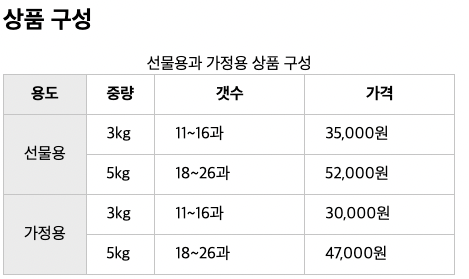 상품 구성
선물용과 가정용 상품 구성
용도 중량 갯수 가격
선물용 3kg 11~16과 35,000원
5kg 18~26과 52,000원
가정용 3kg 11~16과 30,000원
5kg 18~26과 47,000원